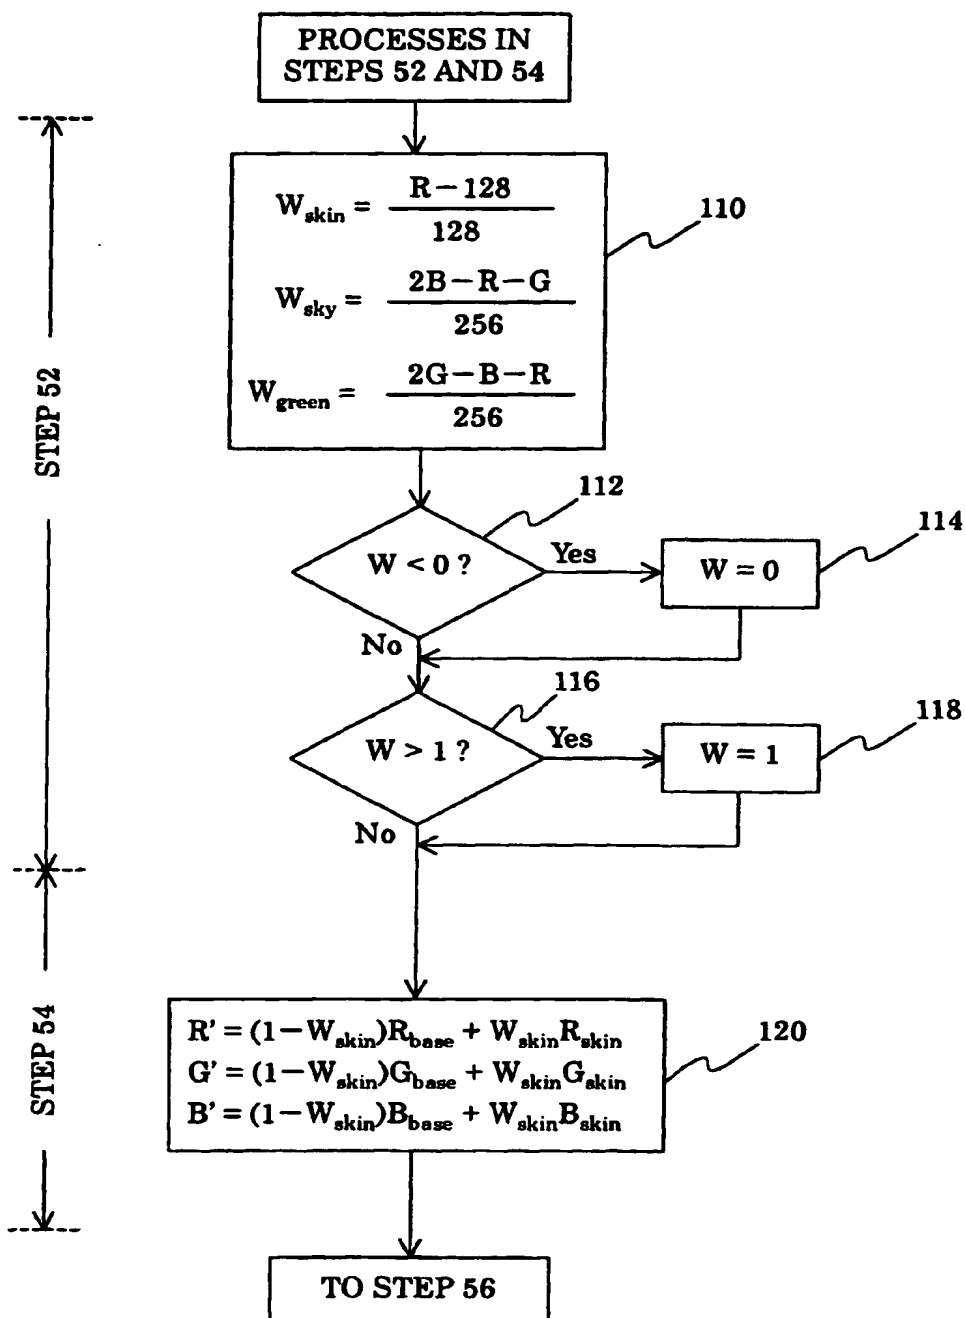 PROCESSES IN
STEPS 52 AND 54
W_skin = (R−128)/128
110
W_sky = (2B−R−G)/256
W_green = (2G−B−R)/256
STEP 52
112
W < 0 ?
Yes
W = 0
114
No
116
W > 1 ?
Yes
W = 1
118
No
STEP 54
R' = (1−W_skin)R_base + W_skin R_skin
G' = (1−W_skin)G_base + W_skin G_skin
B' = (1−W_skin)B_base + W_skin B_skin
120
TO STEP 56